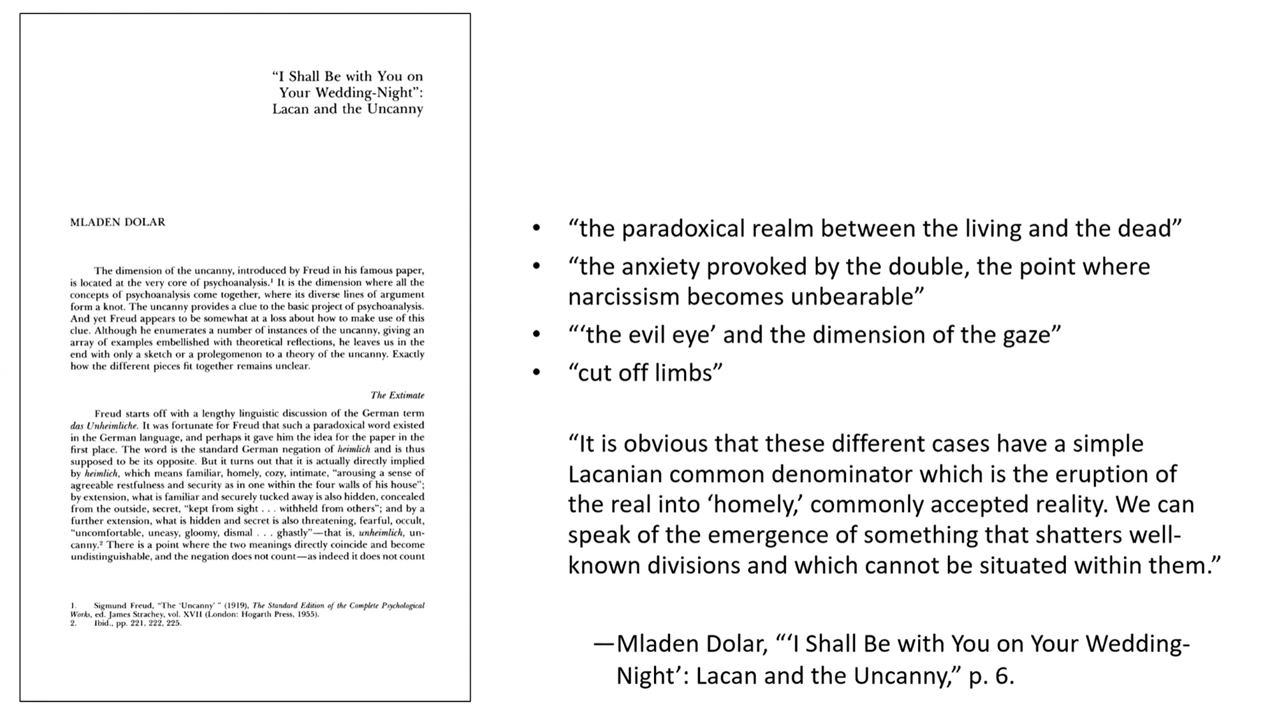 “I Shall Be with You on
Your Wedding-Night”:
Lacan and the Uncanny
MLADEN DOLAR
The dimension of the uncanny, introduced by Freud in his famous paper,
is located at the very core of psychoanalysis.¹ It is the dimension where all the
concepts of psychoanalysis come together, where its diverse lines of argument
form a knot. The uncanny provides a clue to the basic project of psychoanalysis.
And yet Freud appears to be somewhat at a loss about how to make use of this
clue. Although he enumerates a number of instances of the uncanny, giving an
array of examples embellished with theoretical reflections, he leaves us in the
end with only a sketch or a prolegomenon to a theory of the uncanny. Exactly
how the different pieces fit together remains unclear.
The Extimate
Freud starts off with a lengthy linguistic discussion of the German term
das Unheimliche. It was fortunate for Freud that such a paradoxical word existed
in the German language, and perhaps it gave him the idea for the paper in the
first place. The word is the standard German negation of heimlich and is thus
supposed to be its opposite. But it turns out that it is actually directly implied
by heimlich, which means familiar, homely, cozy, intimate, “arousing a sense of
agreeable restfulness and security as in one within the four walls of his house”;
by extension, what is familiar and securely tucked away is also hidden, concealed
from the outside, secret, “kept from sight . . . withheld from others”; and by a
further extension, what is hidden and secret is also threatening, fearful, occult,
“uncomfortable, uneasy, gloomy, dismal . . . ghastly”—that is, unheimlich, un-
canny.² There is a point where the two meanings directly coincide and become
undistinguishable, and the negation does not count—as indeed it does not count
1. Sigmund Freud, “The ‘Uncanny’ ” (1919), The Standard Edition of the Complete Psychological
Works, ed. James Strachey, vol. XVII (London: Hogarth Press, 1955).
2. Ibid., pp. 221, 222, 225.
• “the paradoxical realm between the living and the dead”
• “the anxiety provoked by the double, the point where
narcissism becomes unbearable”
• “‘the evil eye’ and the dimension of the gaze”
• “cut off limbs”
“It is obvious that these different cases have a simple
Lacanian common denominator which is the eruption of
the real into ‘homely,’ commonly accepted reality. We can
speak of the emergence of something that shatters well-
known divisions and which cannot be situated within them.”
—Mladen Dolar, “‘I Shall Be with You on Your Wedding-
Night’: Lacan and the Uncanny,” p. 6.